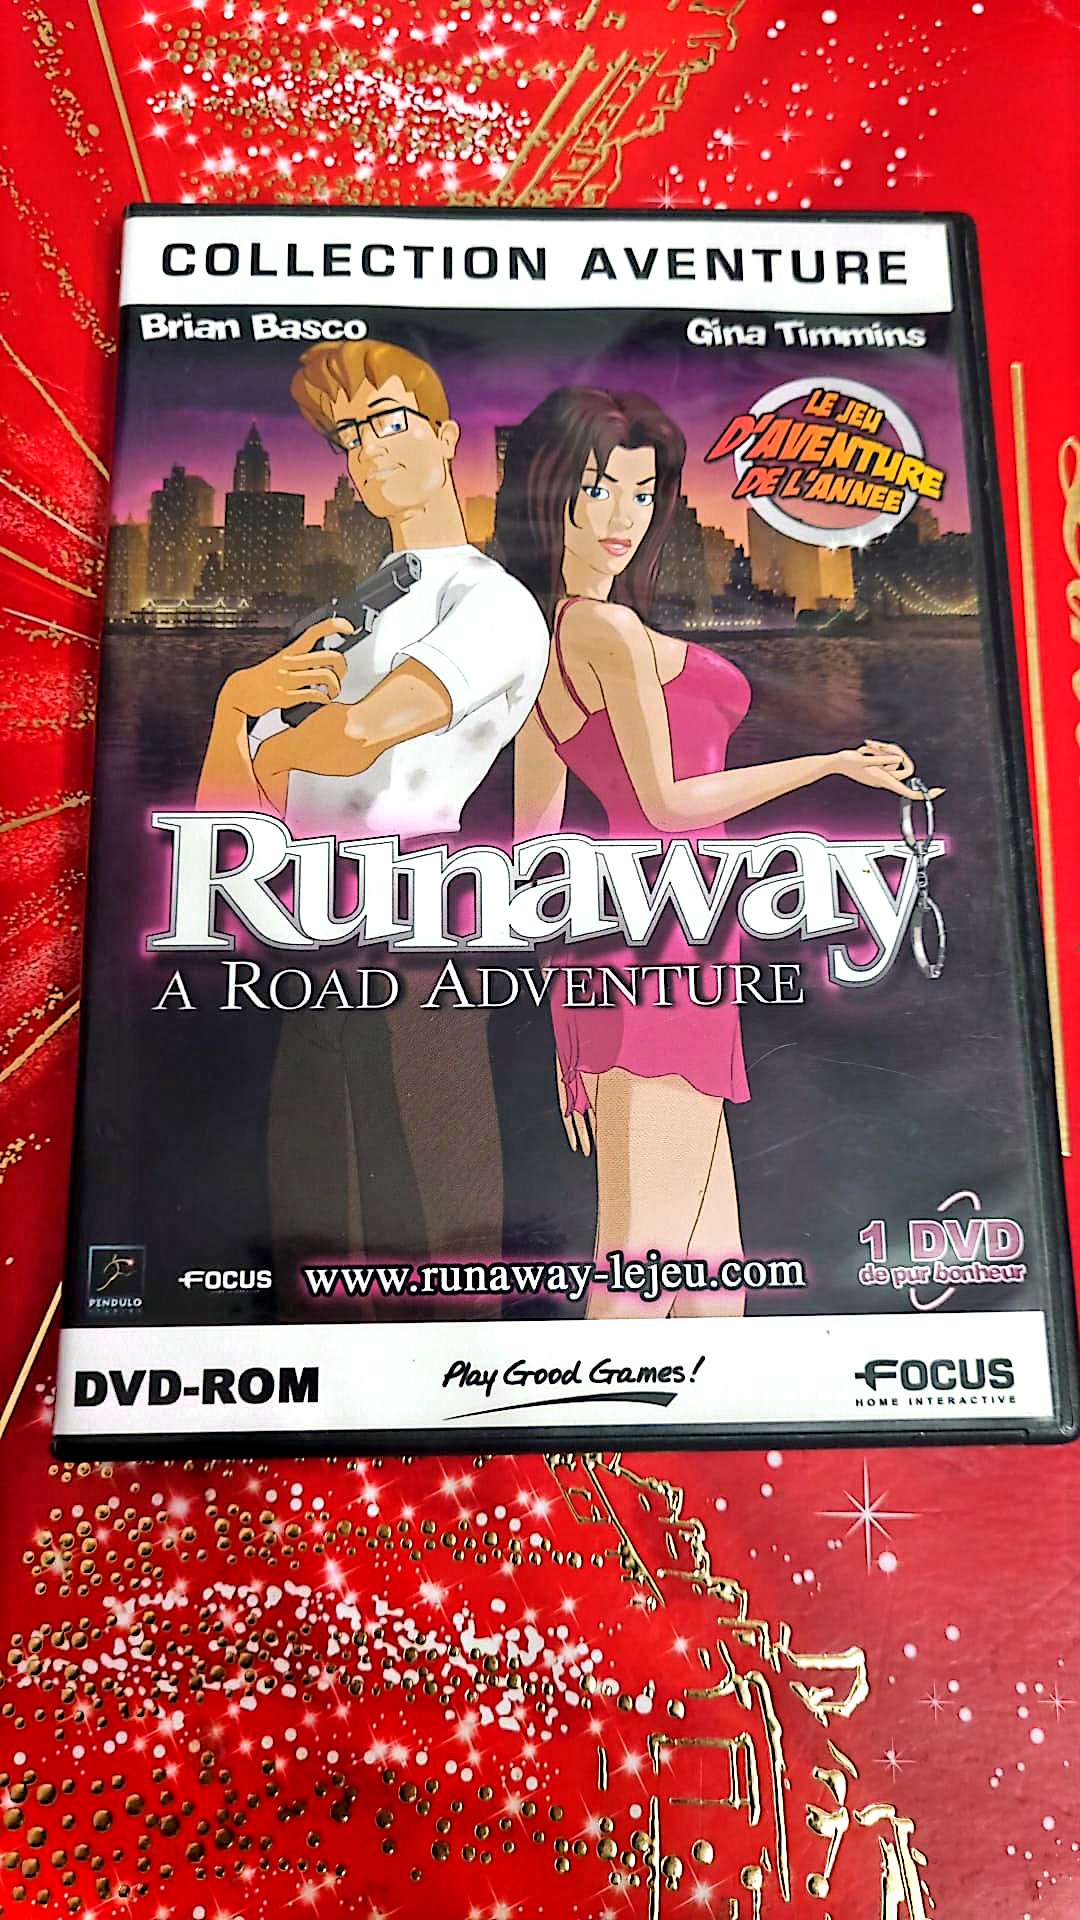 COLLECTION AVENTURE
Brian Basco
Gina Timmins
LE JEU
D'AVENTURE
DE L'ANNEE
Runaway
A ROAD ADVENTURE
1 DVD
de pur bonheur
PENDULO
FOCUS
www.runaway-lejeu.com
DVD-ROM
Play Good Games!
FOCUS
HOME INTERACTIVE